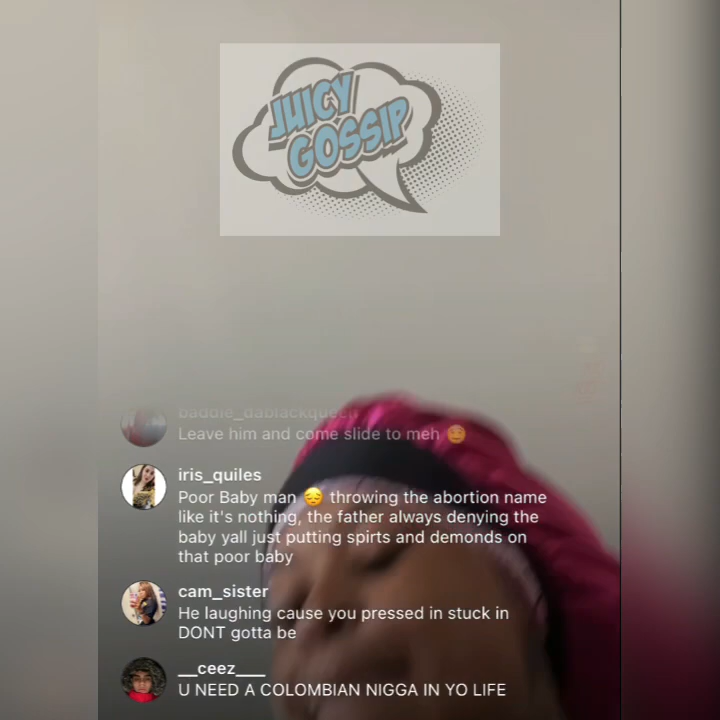 JUICY
GOSSIP
baddie_dablackqueen
Leave him and come slide to meh 😔
iris_quiles
Poor Baby man 😔 throwing the abortion name
like it's nothing, the father always denying the
baby yall just putting spirts and demonds on
that poor baby
cam_sister
He laughing cause you pressed in stuck in
DONT gotta be
__ceez___
U NEED A COLOMBIAN NIGGA IN YO LIFE